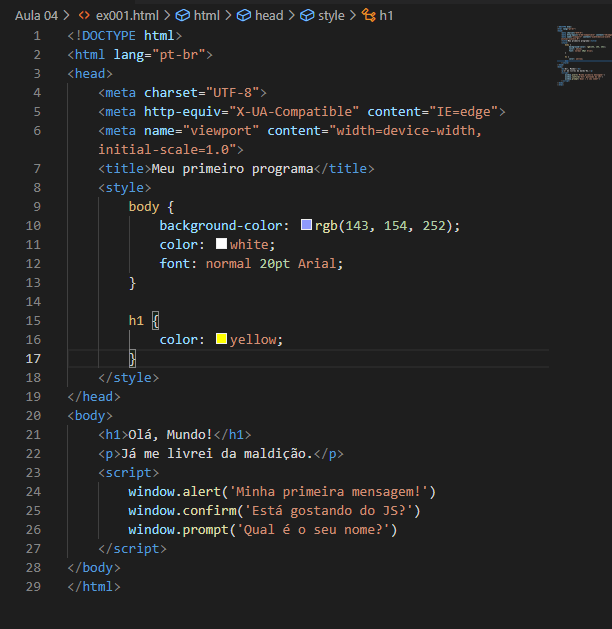 Aula 04 > <> ex001.html > html > head > style > h1
1 <!DOCTYPE html>
2 <html lang="pt-br">
3 <head>
4 <meta charset="UTF-8">
5 <meta http-equiv="X-UA-Compatible" content="IE=edge">
6 <meta name="viewport" content="width=device-width,
initial-scale=1.0">
7 <title>Meu primeiro programa</title>
8 <style>
9 body {
10 background-color: rgb(143, 154, 252);
11 color: white;
12 font: normal 20pt Arial;
13 }
14
15 h1 {
16 color: yellow;
17 }
18 </style>
19 </head>
20 <body>
21 <h1>Olá, Mundo!</h1>
22 <p>Já me livrei da maldição.</p>
23 <script>
24 window.alert('Minha primeira mensagem!')
25 window.confirm('Está gostando do JS?')
26 window.prompt('Qual é o seu nome?')
27 </script>
28 </body>
29 </html>